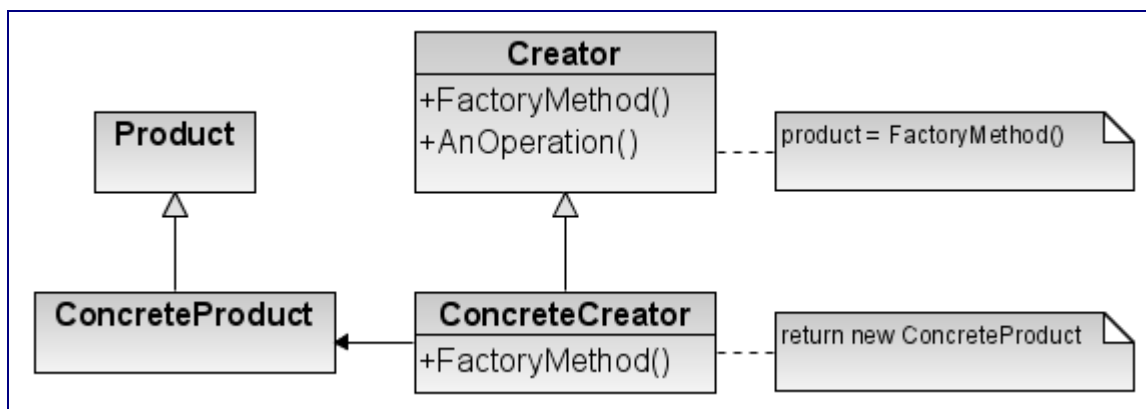 Creator
+FactoryMethod()
+AnOperation()
Product
product = FactoryMethod()
ConcreteProduct
ConcreteCreator
+FactoryMethod()
return new ConcreteProduct